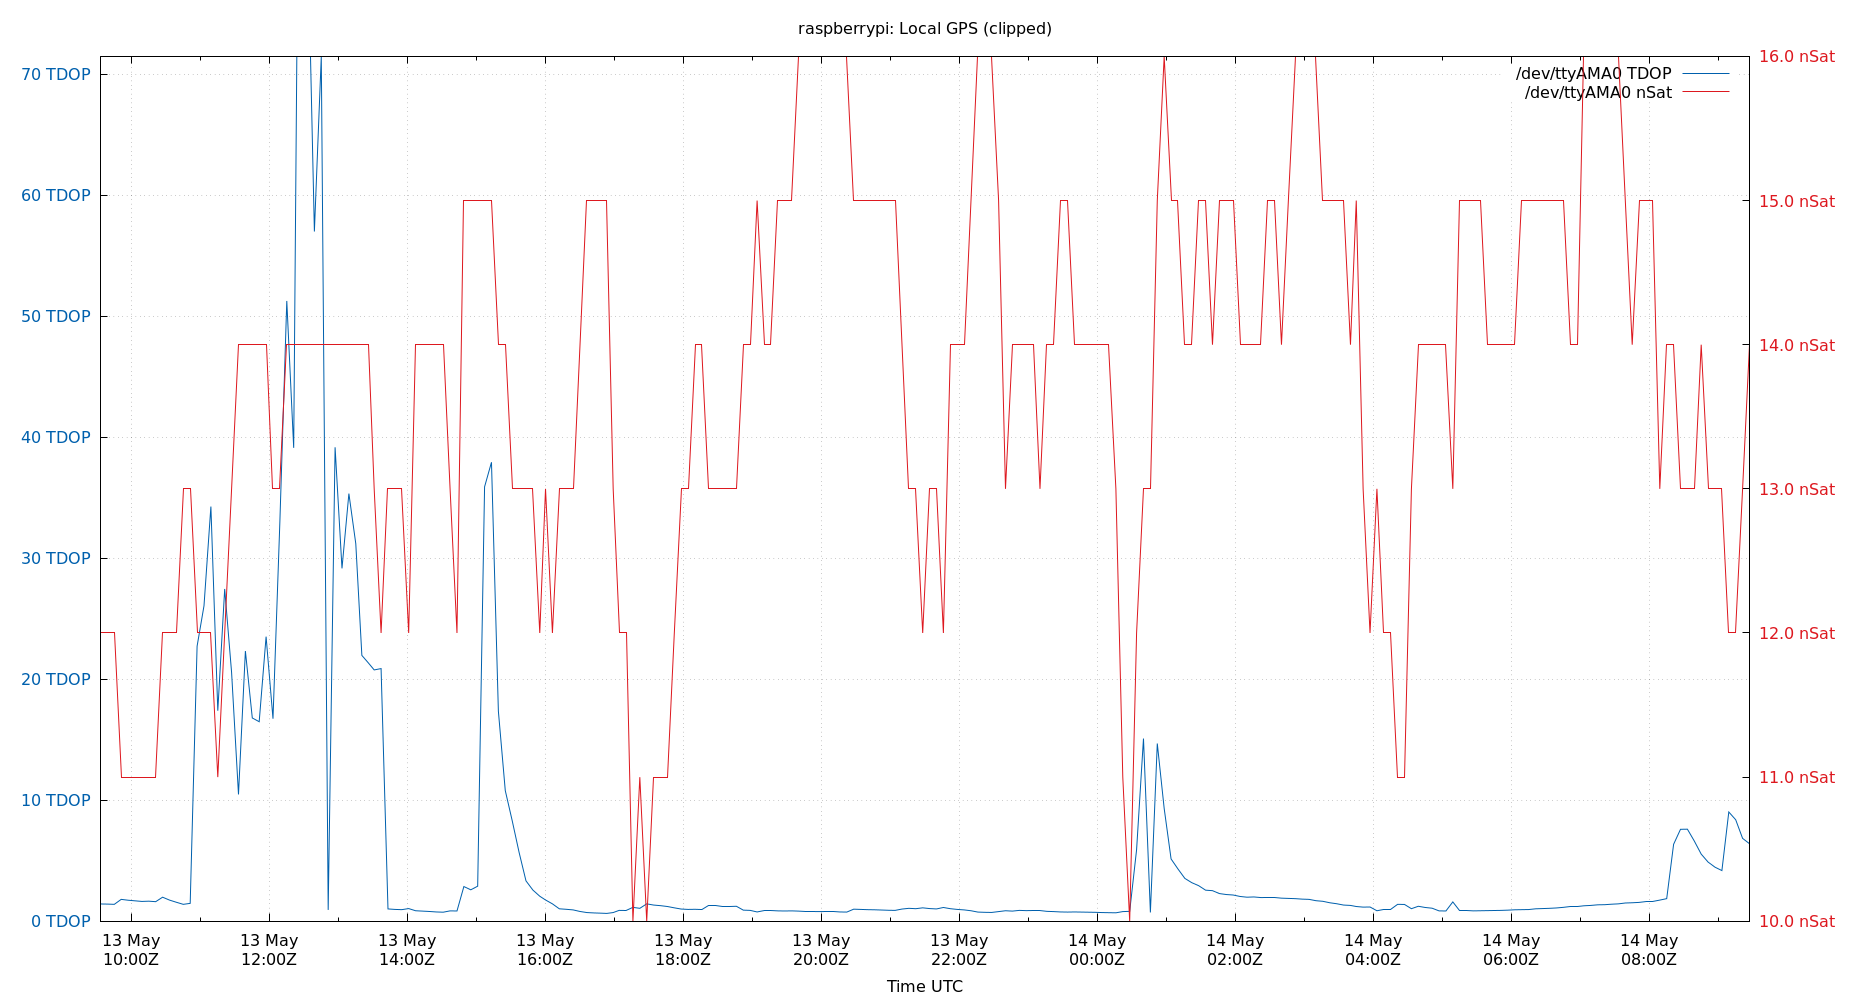 raspberrypi: Local GPS (clipped)
70 TDOP
60 TDOP
50 TDOP
40 TDOP
30 TDOP
20 TDOP
10 TDOP
0 TDOP
16.0 nSat
15.0 nSat
14.0 nSat
13.0 nSat
12.0 nSat
11.0 nSat
10.0 nSat
/dev/ttyAMA0 TDOP
/dev/ttyAMA0 nSat
13 May
10:00Z
13 May
12:00Z
13 May
14:00Z
13 May
16:00Z
13 May
18:00Z
13 May
20:00Z
13 May
22:00Z
14 May
00:00Z
14 May
02:00Z
14 May
04:00Z
14 May
06:00Z
14 May
08:00Z
Time UTC